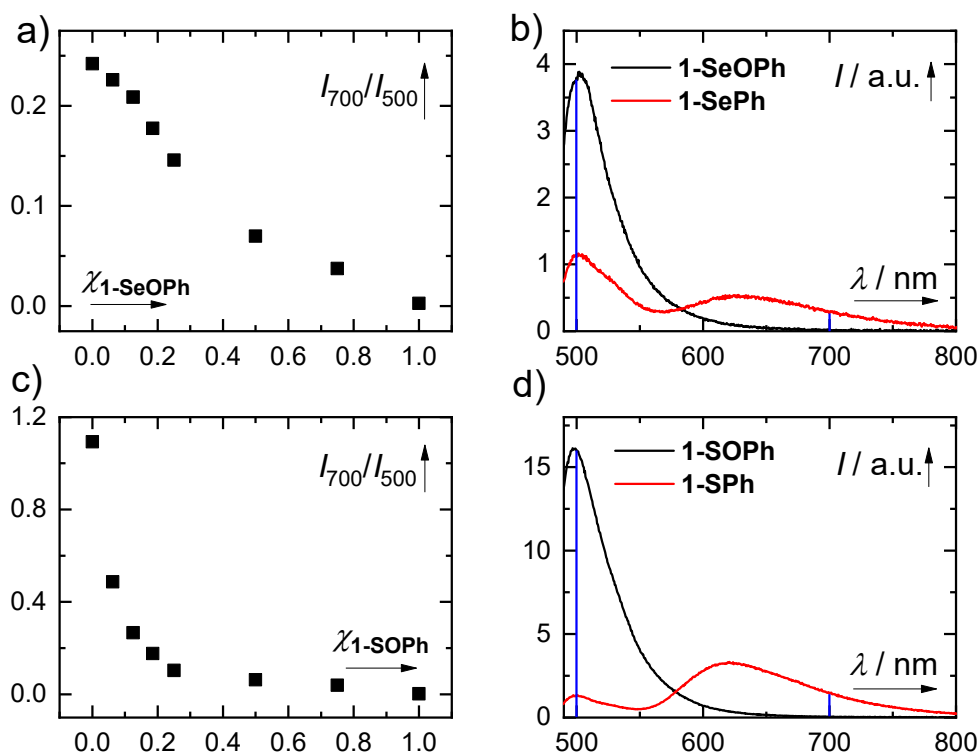 a)
I700/I500
0.2
0.1
0.0
χ1-SeOPh
0.0 0.2 0.4 0.6 0.8 1.0
b)
1-SeOPh
1-SePh
I / a.u.
λ / nm
4
3
2
1
0
500 600 700 800
c)
I700/I500
1.2
0.8
0.4
0.0
χ1-SOPh
0.0 0.2 0.4 0.6 0.8 1.0
d)
1-SOPh
1-SPh
I / a.u.
λ / nm
15
10
5
0
500 600 700 800